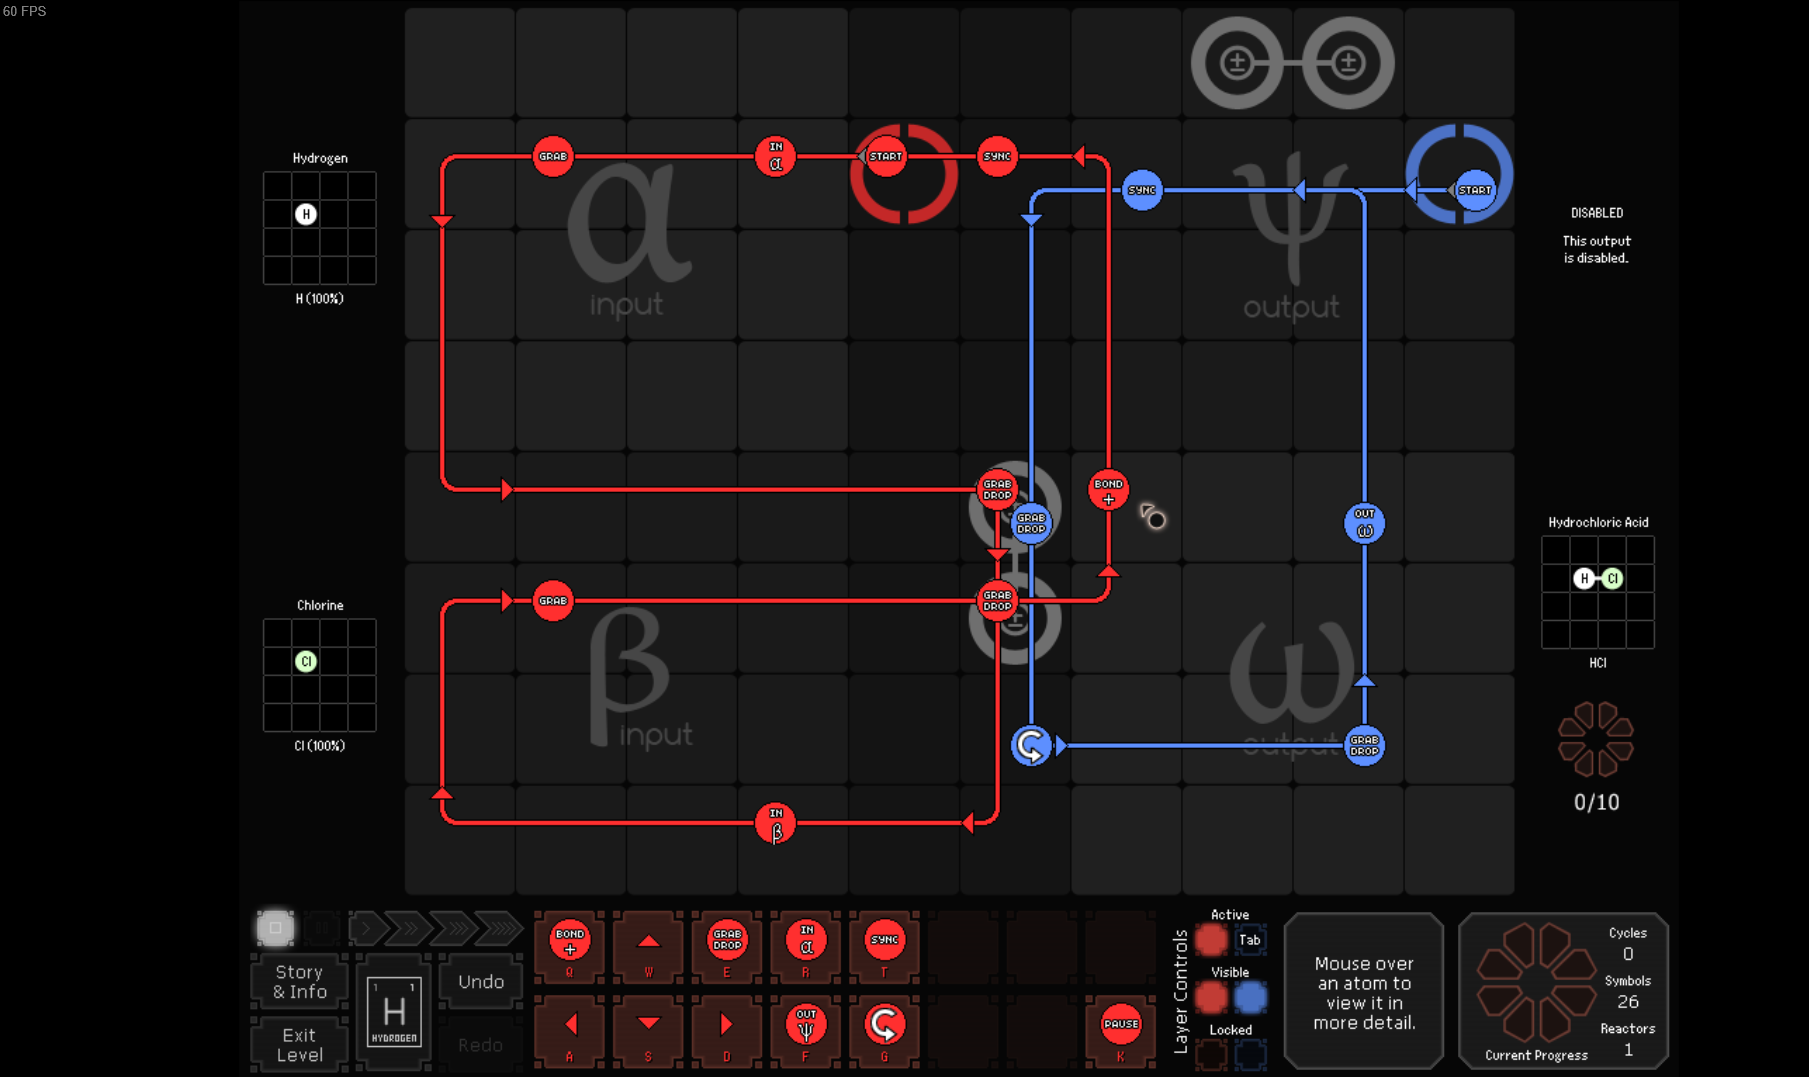 60 FPS
Hydrogen
H
H (100%)
Chlorine
Cl
Cl (100%)
GRAB
IN
α
START
SYNC
SYNC
START
α
input
ψ
output
GRAB
DROP
GRAB
DROP
BOND
+
OUT
ω
GRAB
GRAB
DROP
β
input
ω
output
GRAB
DROP
IN
β
DISABLED
This output
is disabled.
Hydrochloric Acid
H Cl
HCl
0/10
Story
& Info
Exit
Level
1 1
H
HYDROGEN
Undo
Redo
BOND
+
Q
W
GRAB
DROP
E
IN
α
R
SYNC
T
A
S
D
OUT
ψ
F
G
PAUSE
K
Layer Controls
Active
Tab
Visible
Locked
Mouse over
an atom to
view it in
more detail.
Cycles
0
Symbols
26
Reactors
1
Current Progress